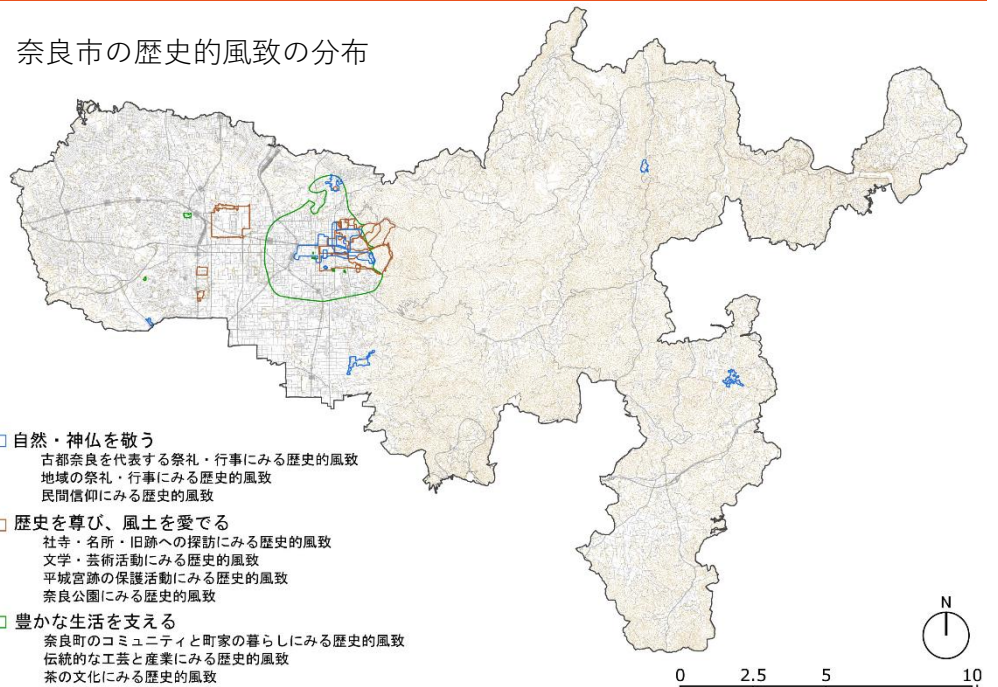 奈良市の歴史的風致の分布
自然・神仏を敬う
古都奈良を代表する祭礼・行事にみる歴史的風致
地域の祭礼・行事にみる歴史的風致
民間信仰にみる歴史的風致
歴史を尊び、風土を愛でる
社寺・名所・旧跡への探訪にみる歴史的風致
文学・芸術活動にみる歴史的風致
平城宮跡の保護活動にみる歴史的風致
奈良公園にみる歴史的風致
豊かな生活を支える
奈良町のコミュニティと町家の暮らしにみる歴史的風致
伝統的な工芸と産業にみる歴史的風致
茶の文化にみる歴史的風致
N
0 2.5 5 10